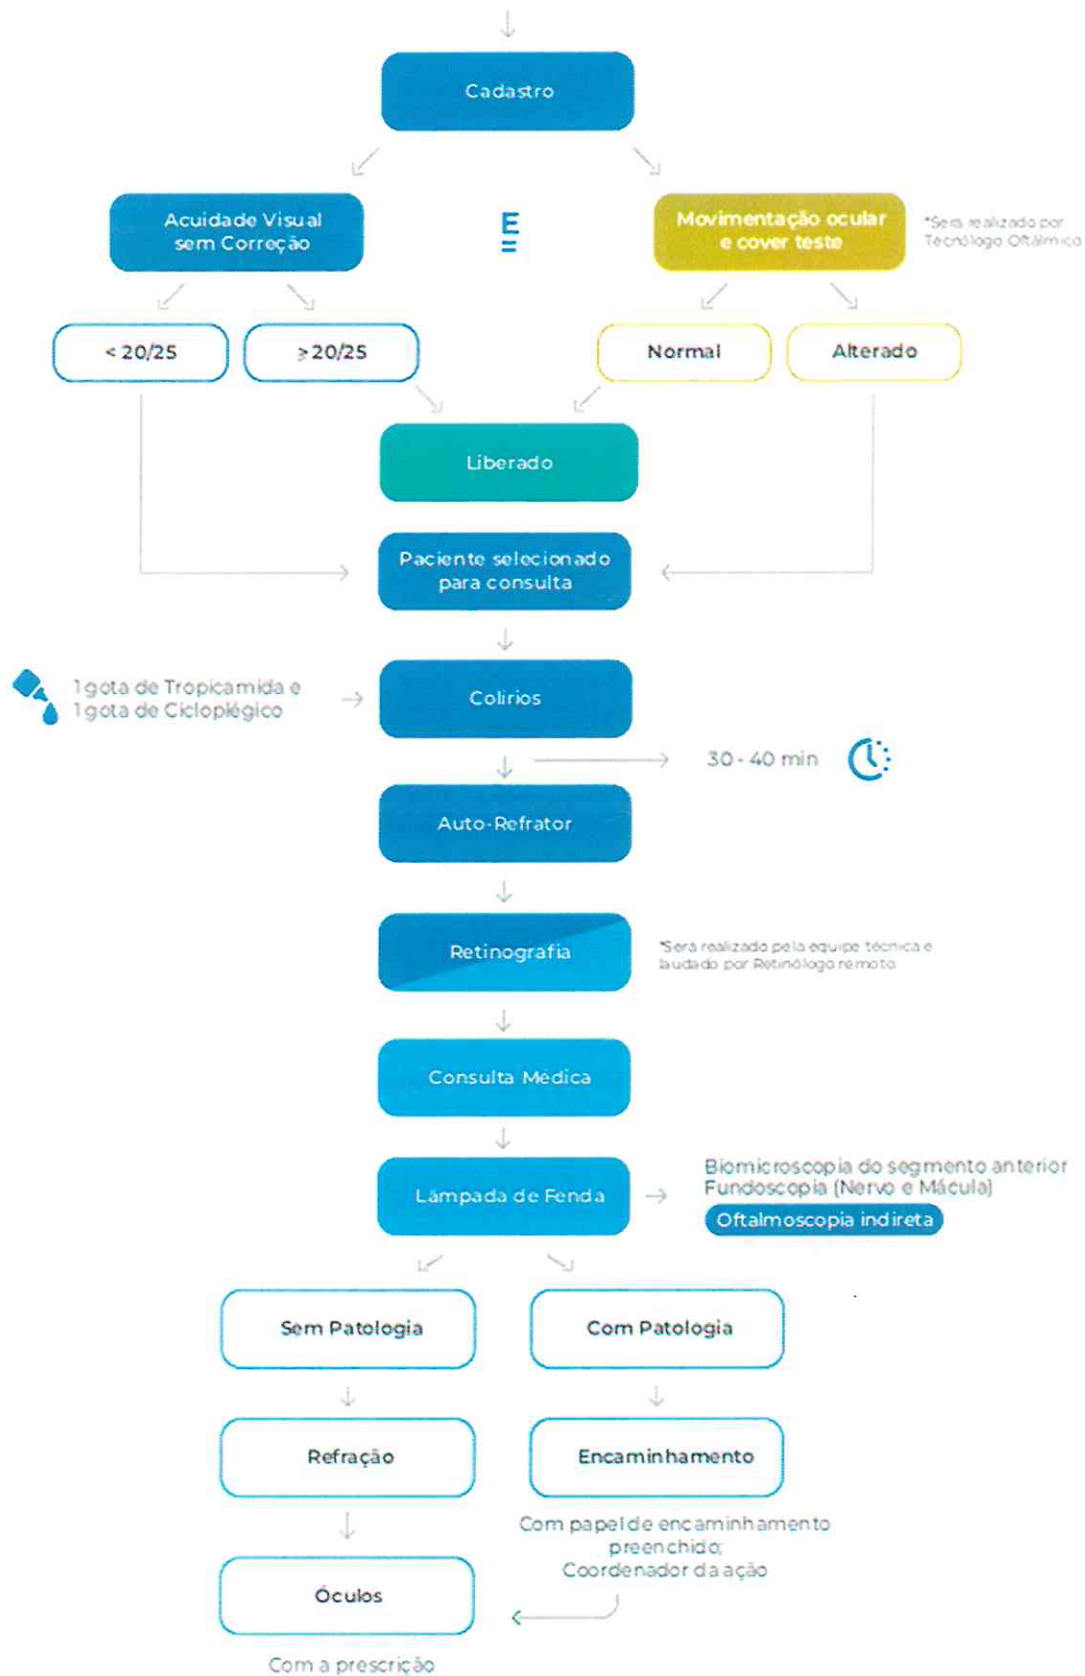 Cadastro
Acuidade Visual
sem Correção
E
Movimentação ocular
e cover teste
*Será realizado por
Tecnólogo Oftálmico
< 20/25
≥ 20/25
Normal
Alterado
Liberado
Paciente selecionado
para consulta
1 gota de Tropicamida e
1 gota de Cicloplégico
Colírios
30 - 40 min
Auto-Refrator
Retinografia
*Será realizado pela equipe técnica e
laudado por Retinólogo remoto
Consulta Médica
Lâmpada de Fenda
Biomicroscopia do segmento anterior
Fundoscopia (Nervo e Mácula)
Oftalmoscopia indireta
Sem Patologia
Com Patologia
Refração
Encaminhamento
Com papel de encaminhamento
preenchido;
Coordenador da ação
Óculos
Com a prescrição